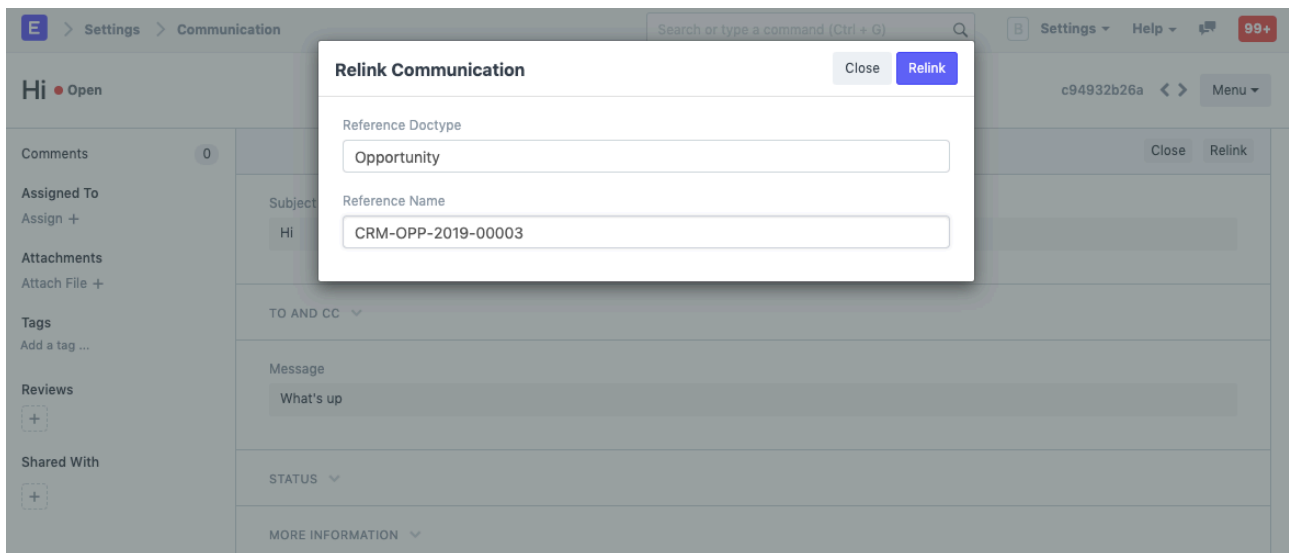 E > Settings > Communication Search or type a command (Ctrl + G) B Settings Help 99+
Hi Open c94932b26a < > Menu
Relink Communication Close Relink
Reference Doctype
Opportunity
Reference Name
CRM-OPP-2019-00003
Comments 0
Assigned To
Assign +
Attachments
Attach File +
Tags
Add a tag ...
Reviews
+
Shared With
+
Close Relink
Subject
Hi
TO AND CC
Message
What's up
STATUS
MORE INFORMATION